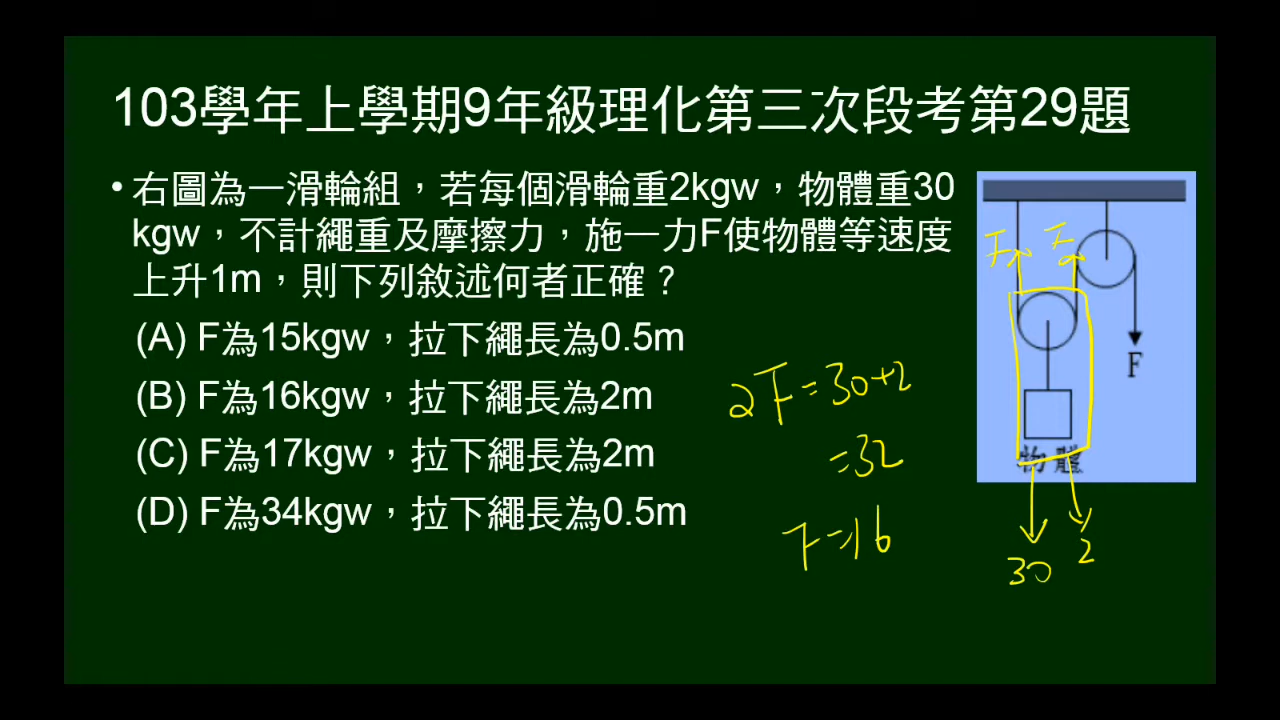 103學年上學期9年級理化第三次段考第29題
• 右圖為一滑輪組，若每個滑輪重2kgw，物體重30
kgw，不計繩重及摩擦力，施一力F使物體等速度
上升1m，則下列敘述何者正確？
(A) F為15kgw，拉下繩長為0.5m
(B) F為16kgw，拉下繩長為2m
(C) F為17kgw，拉下繩長為2m
(D) F為34kgw，拉下繩長為0.5m
2F=30+2
=32
F=16
F F
F
物體
30 2